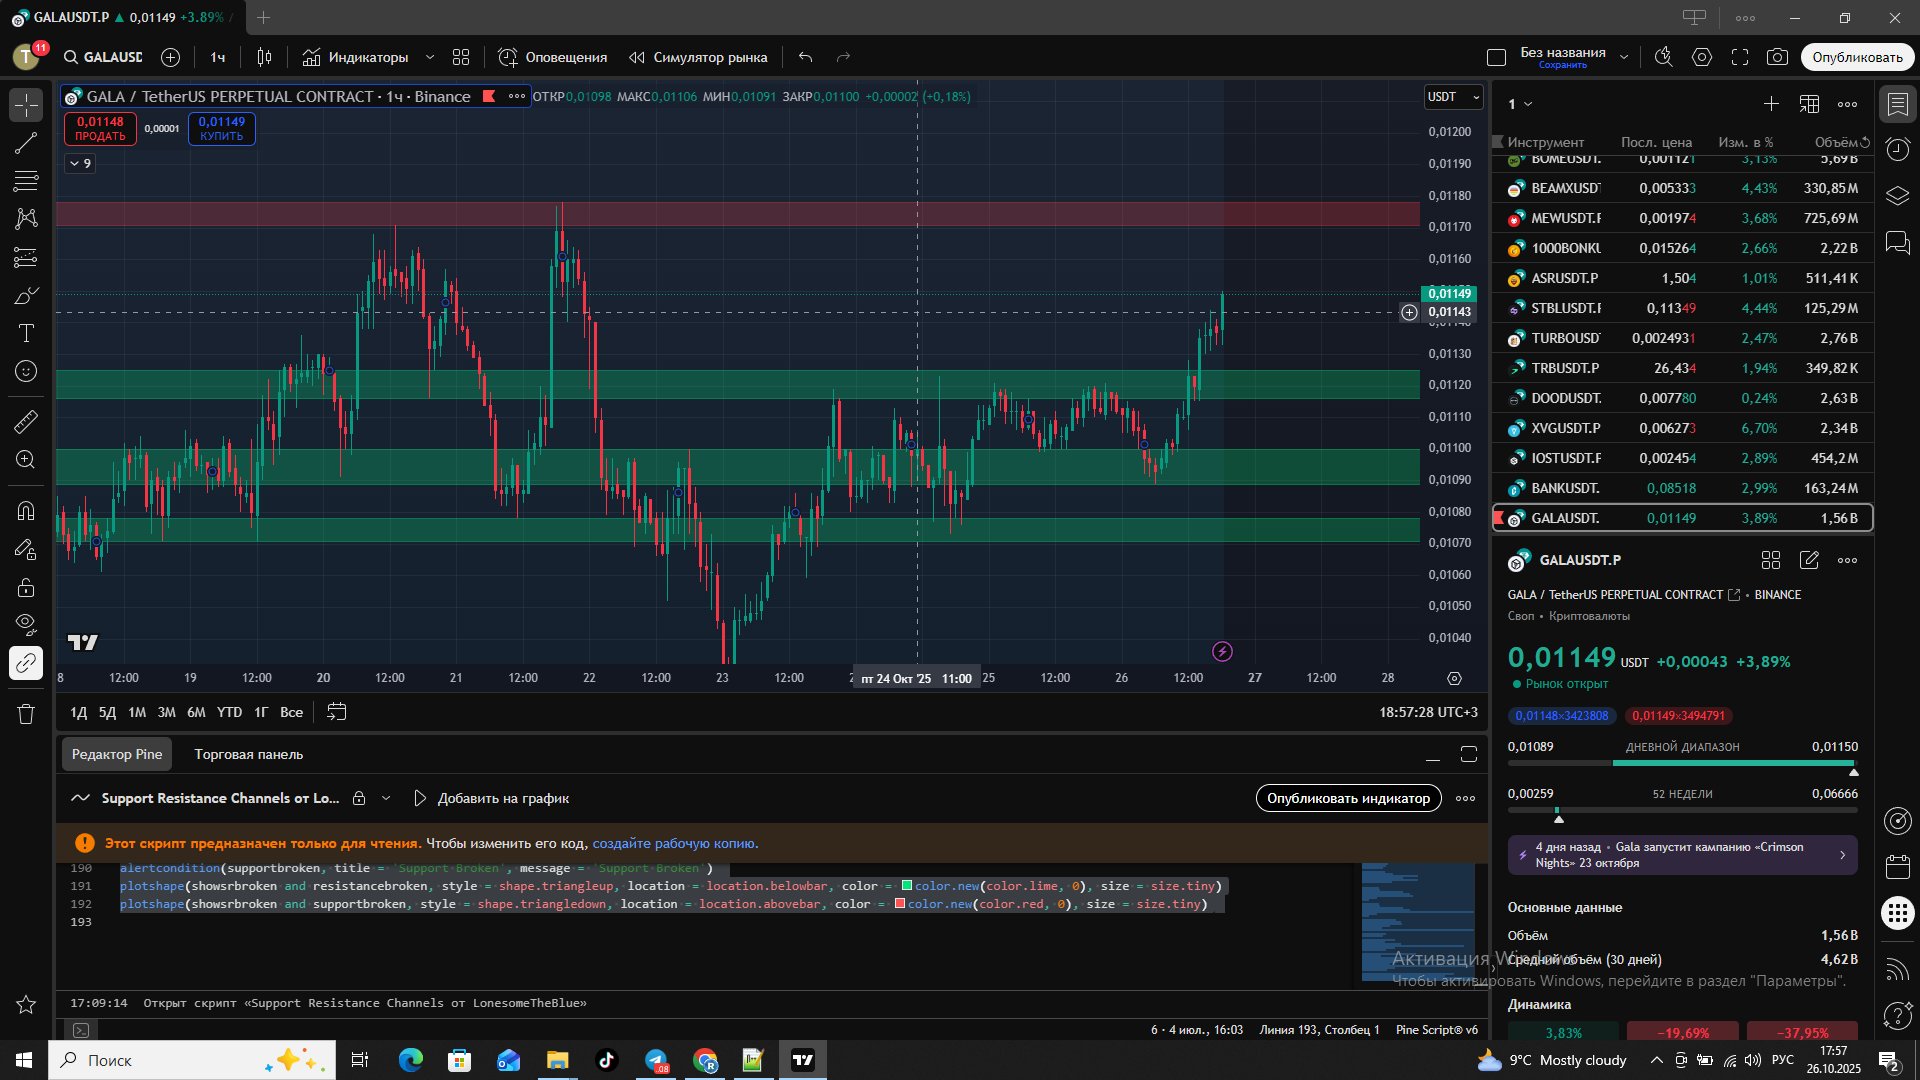 GALAUSDT.P ▲ 0,01149 +3.89% /
T 11 GALAUSD 1ч Индикаторы Оповещения Симулятор рынка Без названия Сохранить Опубликовать
GALA / TetherUS PERPETUAL CONTRACT · 1ч · Binance ОТКР0,01098 МАКС0,01106 МИН0,01091 ЗАКР0,01100 +0,00002 (+0,18%) USDT
0,01148 ПРОДАТЬ 0,00001 0,01149 КУПИТЬ
9
0,01200
0,01190
0,01180
0,01170
0,01160
0,01149
0,01143
0,01130
0,01120
0,01110
0,01100
0,01090
0,01080
0,01070
0,01060
0,01050
0,01040
8 12:00 19 12:00 20 12:00 21 12:00 22 12:00 23 12:00 2 пт 24 Окт '25 11:00 25 12:00 26 12:00 27 12:00 28
1Д 5Д 1М 3М 6М YTD 1Г Все 18:57:28 UTC+3
Редактор Pine Торговая панель
Support Resistance Channels от Lo... Добавить на график Опубликовать индикатор
Этот скрипт предназначен только для чтения. Чтобы изменить его код, создайте рабочую копию.
190 alertcondition(supportbroken, title = 'Support Broken', message = 'Support Broken')
191 plotshape(showsrbroken and resistancebroken, style = shape.triangleup, location = location.belowbar, color = color.new(color.lime, 0), size = size.tiny)
192 plotshape(showsrbroken and supportbroken, style = shape.triangledown, location = location.abovebar, color = color.new(color.red, 0), size = size.tiny)
193
17:09:14 Открыт скрипт «Support Resistance Channels от LonesomeTheBlue»
6 · 4 июл., 16:03 Линия 193, Столбец 1 Pine Script® v6
1
Инструмент Посл. цена Изм. в % Объём
BOMEUSDT. 0,001121 3,13% 5,69 B
BEAMXUSDT 0,005333 4,43% 330,85 M
MEWUSDT.F 0,001974 3,68% 725,69 M
1000BONKU 0,015264 2,66% 2,22 B
ASRUSDT.P 1,504 1,01% 511,41 K
STBLUSDT.F 0,11349 4,44% 125,29 M
TURBOUSDT 0,0024931 2,47% 2,76 B
TRBUSDT.P 26,434 1,94% 349,82 K
DOODUSDT. 0,007780 0,24% 2,63 B
XVGUSDT.P 0,006273 6,70% 2,34 B
IOSTUSDT.F 0,002454 2,89% 454,2 M
BANKUSDT. 0,08518 2,99% 163,24 M
GALAUSDT. 0,01149 3,89% 1,56 B
GALAUSDT.P
GALA / TetherUS PERPETUAL CONTRACT • BINANCE
Своп • Криптовалюты
0,01149 USDT +0,00043 +3,89%
Рынок открыт
0,01148×3423808 0,01149×3494791
0,01089 ДНЕВНОЙ ДИАПАЗОН 0,01150
0,00259 52 НЕДЕЛИ 0,06666
4 дня назад • Gala запустит кампанию «Crimson
Nights» 23 октября
Основные данные
Объём 1,56 B
Средний объём (30 дней) 4,62 B
Динамика
3,83% −19,69% −37,95%
Активация Windows
Чтобы активировать Windows, перейдите в раздел "Параметры".
Поиск .08 9°C Mostly cloudy РУС 17:57
26.10.2025 2